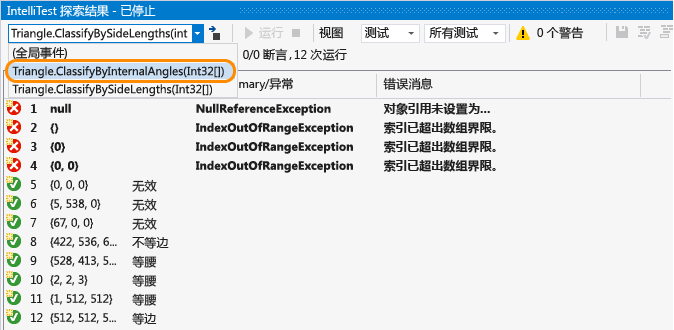 IntelliTest 探索结果 - 已停止
Triangle.ClassifyBySideLengths(int 运行 视图 测试 所有测试 0 个警告
(全局事件) 0/0 断言, 12 次运行
Triangle.ClassifyByInternalAngles(Int32[])
Triangle.ClassifyBySideLengths(Int32[]) mary/异常 错误消息
1 null NullReferenceException 对象引用未设置为...
2 {} IndexOutOfRangeException 索引已超出数组界限。
3 {0} IndexOutOfRangeException 索引已超出数组界限。
4 {0, 0} IndexOutOfRangeException 索引已超出数组界限。
5 {0, 0, 0} 无效
6 {5, 538, 0} 无效
7 {67, 0, 0} 无效
8 {422, 536, 6... 不等边
9 {528, 413, 5... 等腰
10 {2, 2, 3} 等腰
11 {1, 512, 512} 等腰
12 {512, 512, 5... 等边